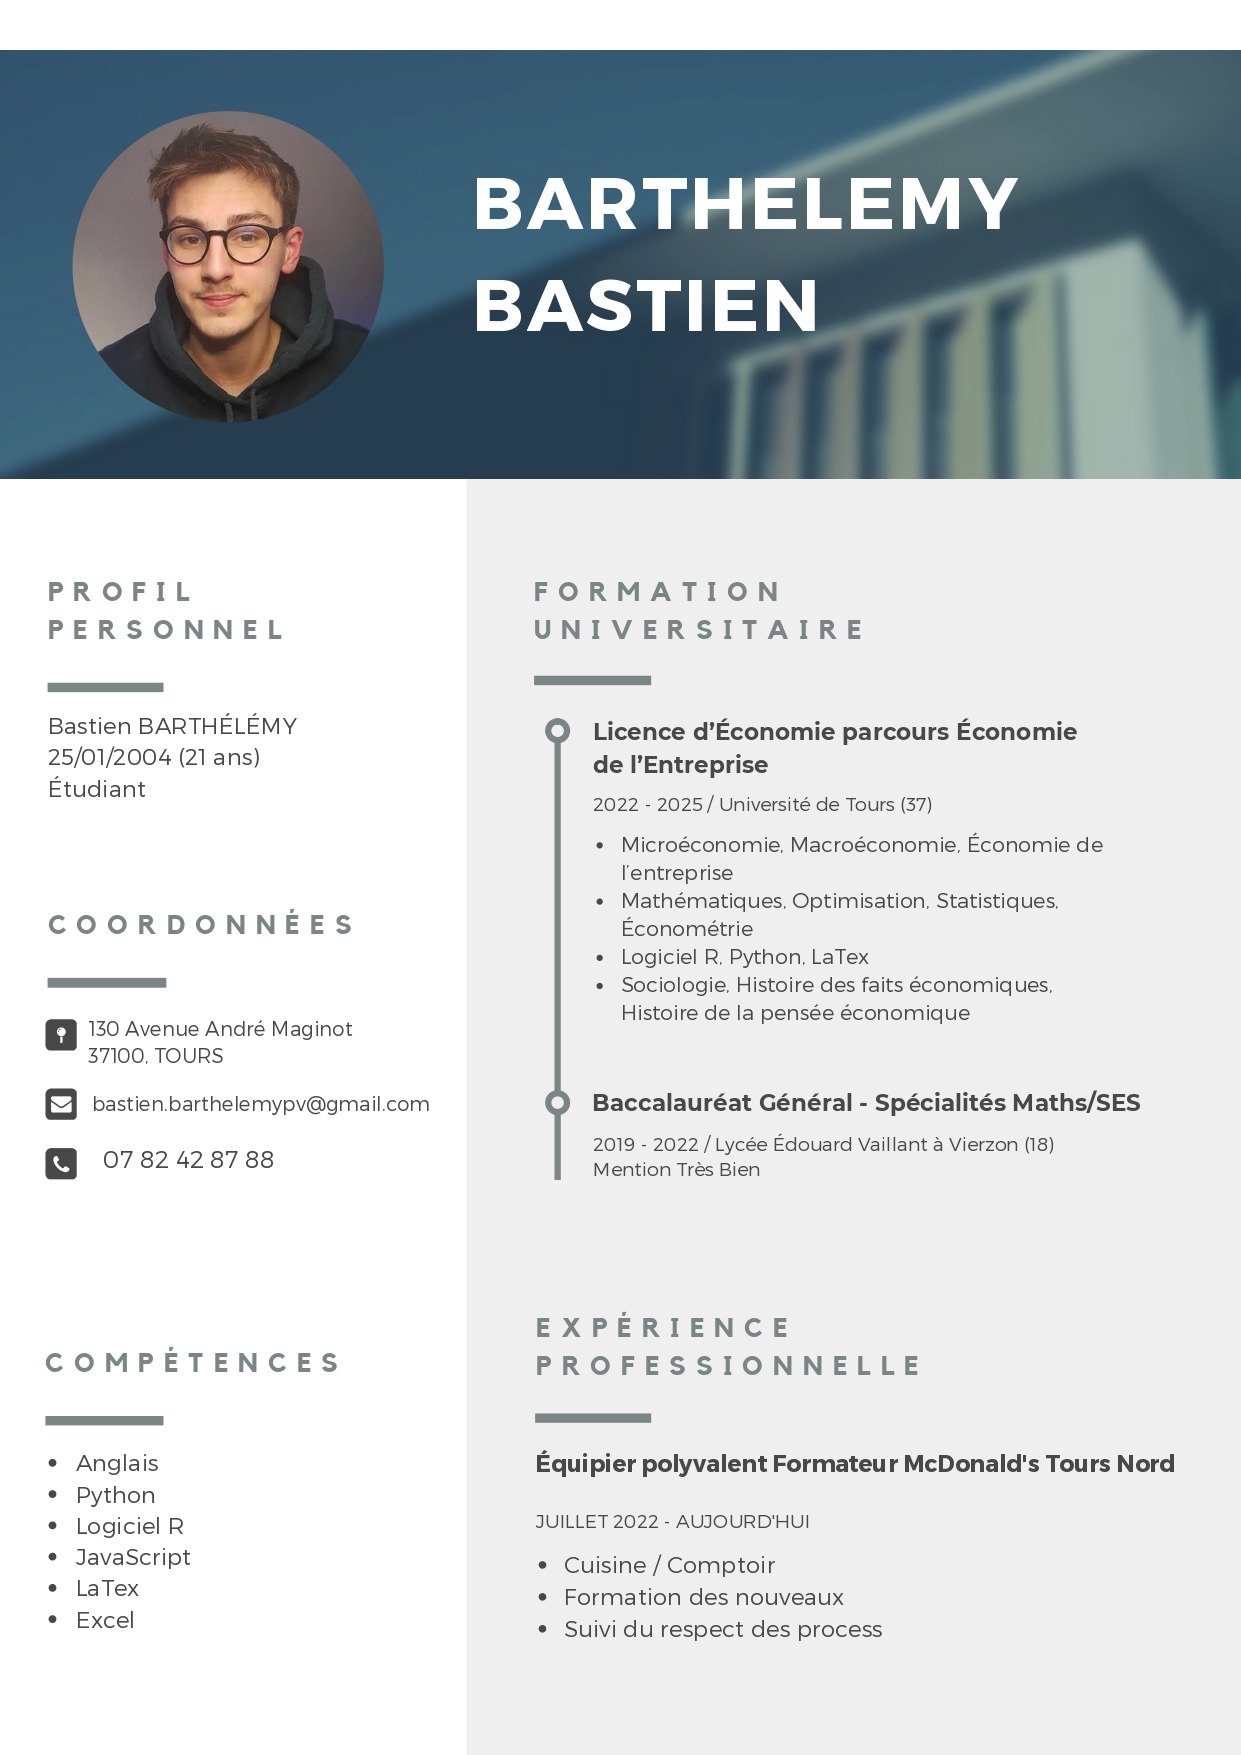 BARTHELEMY
BASTIEN
PROFIL
PERSONNEL
Bastien BARTHÉLÉMY
25/01/2004 (21 ans)
Étudiant
COORDONNÉES
130 Avenue André Maginot
37100, TOURS
bastien.barthelemypv@gmail.com
07 82 42 87 88
COMPÉTENCES
• Anglais
• Python
• Logiciel R
• JavaScript
• LaTex
• Excel
FORMATION
UNIVERSITAIRE
Licence d’Économie parcours Économie
de l’Entreprise
2022 - 2025 / Université de Tours (37)
• Microéconomie, Macroéconomie, Économie de
l’entreprise
• Mathématiques, Optimisation, Statistiques,
Économétrie
• Logiciel R, Python, LaTex
• Sociologie, Histoire des faits économiques,
Histoire de la pensée économique
Baccalauréat Général - Spécialités Maths/SES
2019 - 2022 / Lycée Édouard Vaillant à Vierzon (18)
Mention Très Bien
EXPÉRIENCE
PROFESSIONNELLE
Équipier polyvalent Formateur McDonald's Tours Nord
JUILLET 2022 - AUJOURD'HUI
• Cuisine / Comptoir
• Formation des nouveaux
• Suivi du respect des process